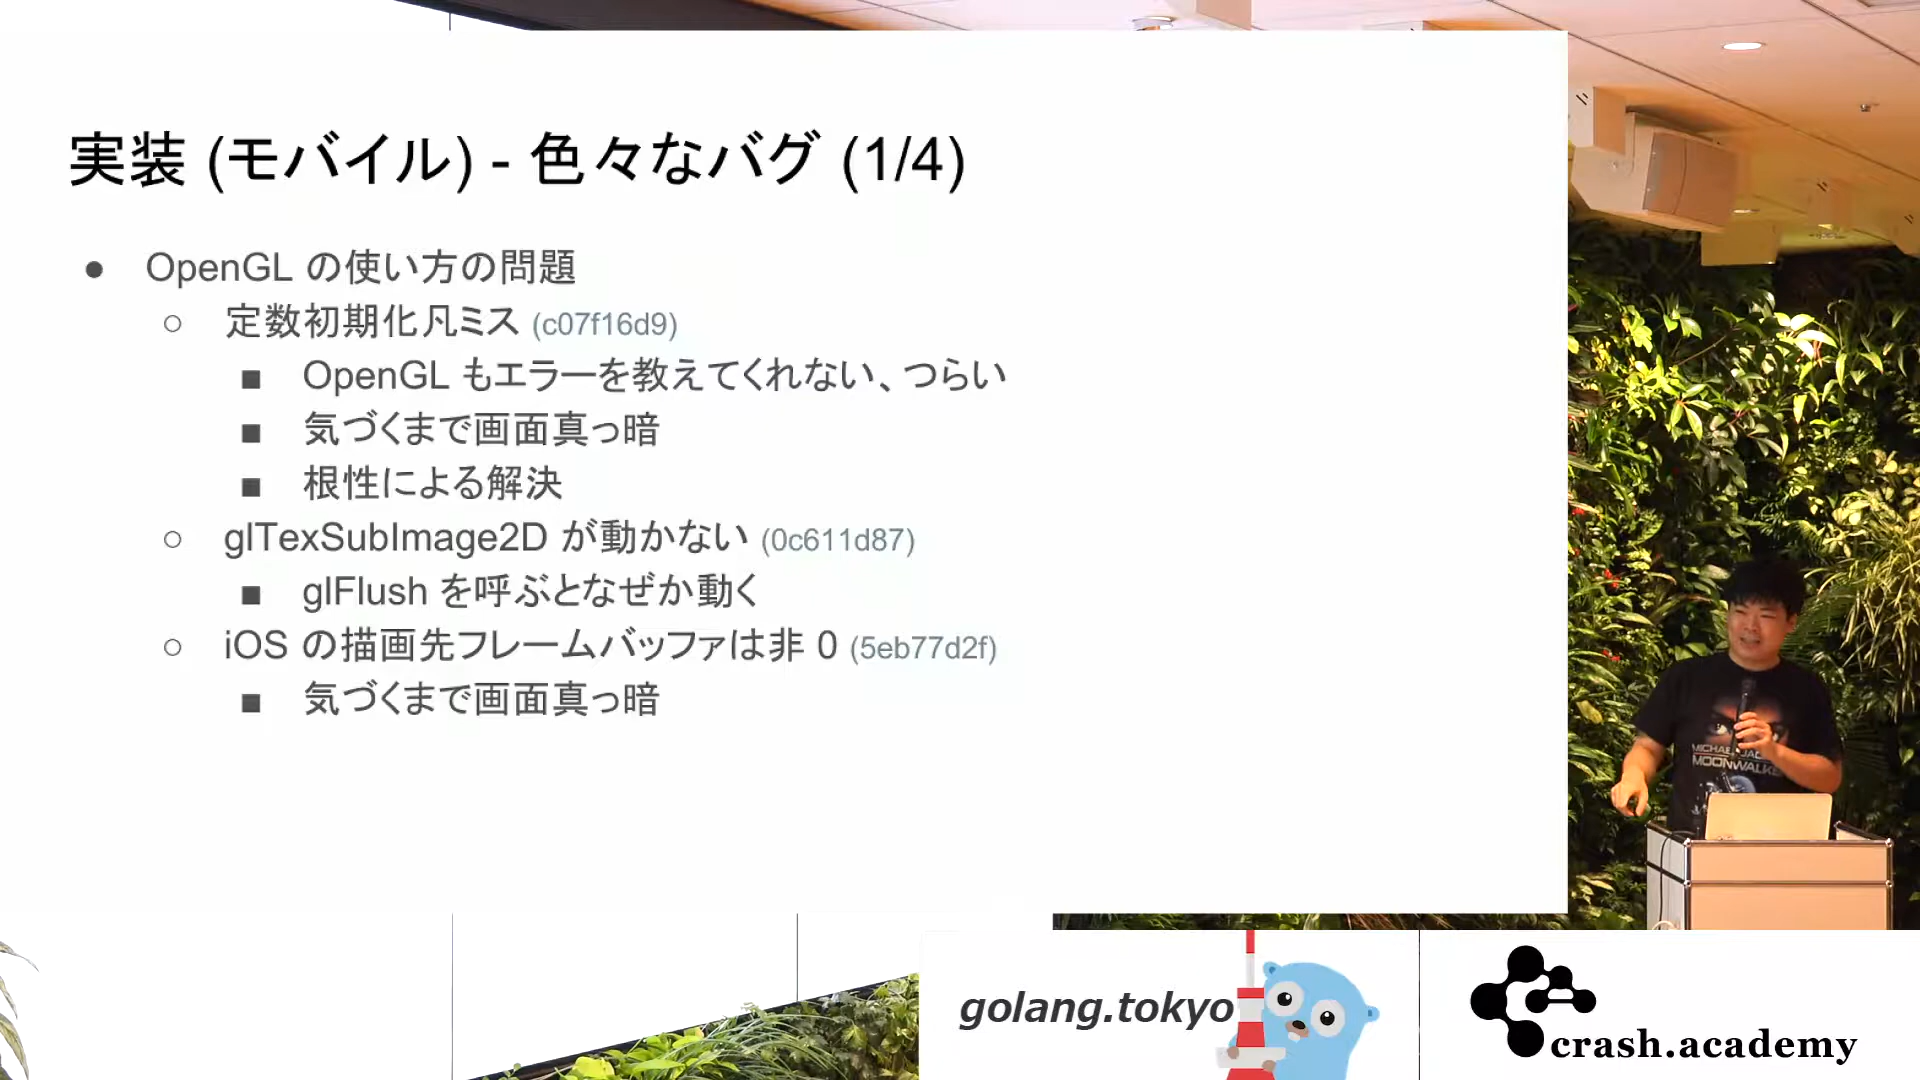 実装 (モバイル) - 色々なバグ (1/4)
● OpenGL の使い方の問題
○ 定数初期化凡ミス (c07f16d9)
■ OpenGL もエラーを教えてくれない、つらい
■ 気づくまで画面真っ暗
■ 根性による解決
○ glTexSubImage2D が動かない (0c611d87)
■ glFlush を呼ぶとなぜか動く
○ iOS の描画先フレームバッファは非 0 (5eb77d2f)
■ 気づくまで画面真っ暗
MOONWALKE
golang.tokyo
crash.academy